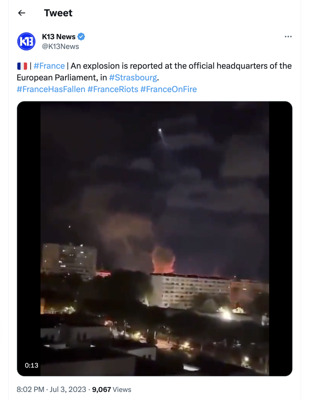 Tweet
K13 News
@K13News
🇫🇷 | #France | An explosion is reported at the official headquarters of the
European Parliament, in #Strasbourg.
#FranceHasFallen #FranceRiots #FranceOnFire
0:13
8:02 PM · Jul 3, 2023 · 9,067 Views